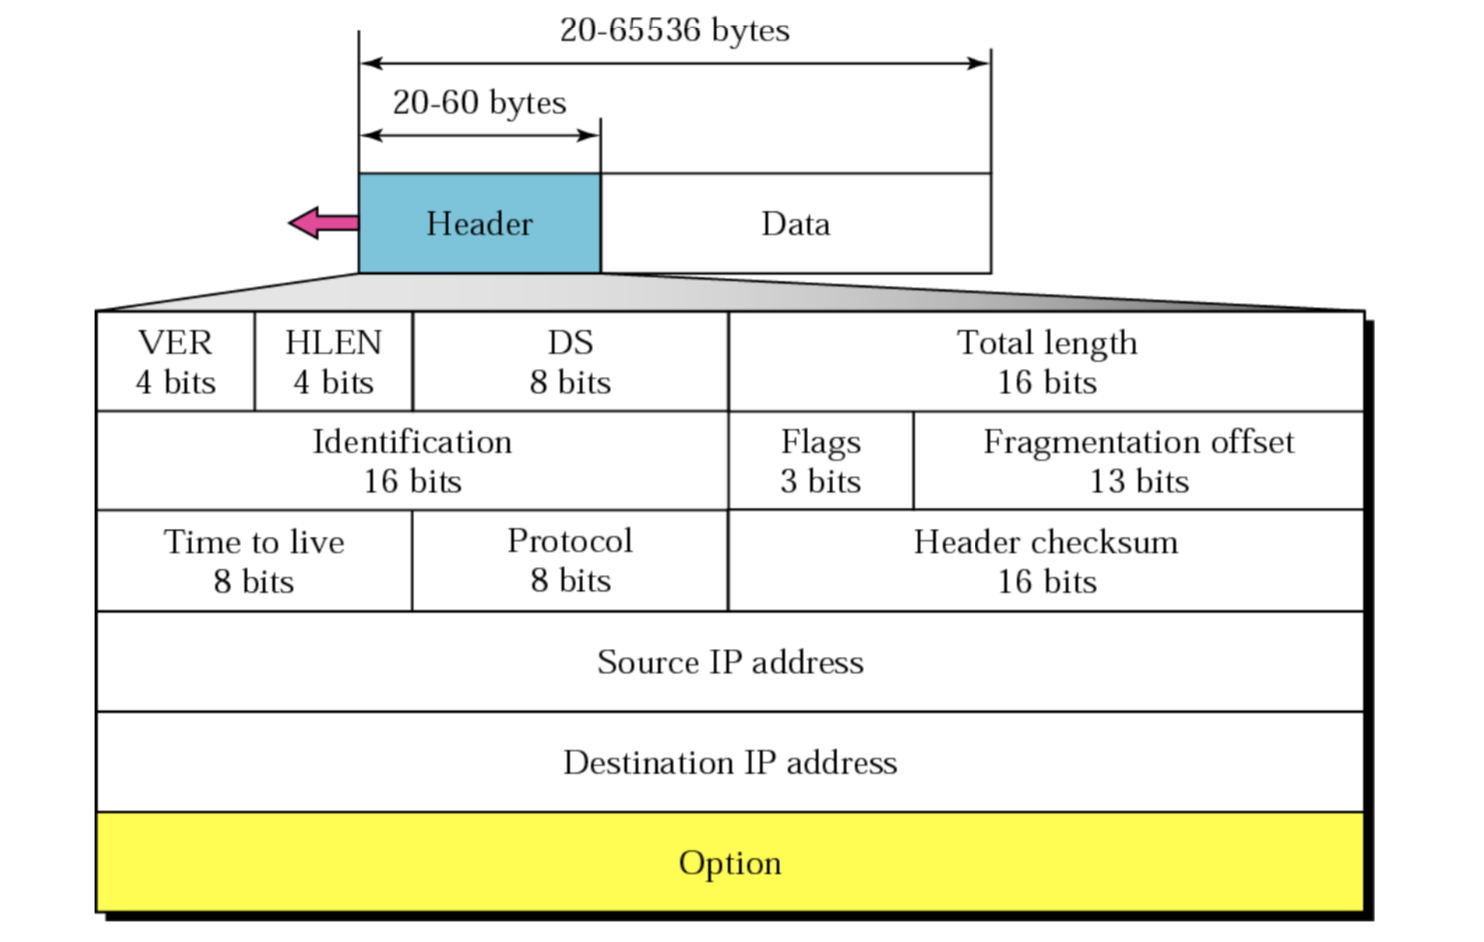 20-65536 bytes
20-60 bytes
Header
Data
VER
4 bits
HLEN
4 bits
DS
8 bits
Total length
16 bits
Identification
16 bits
Flags
3 bits
Fragmentation offset
13 bits
Time to live
8 bits
Protocol
8 bits
Header checksum
16 bits
Source IP address
Destination IP address
Option